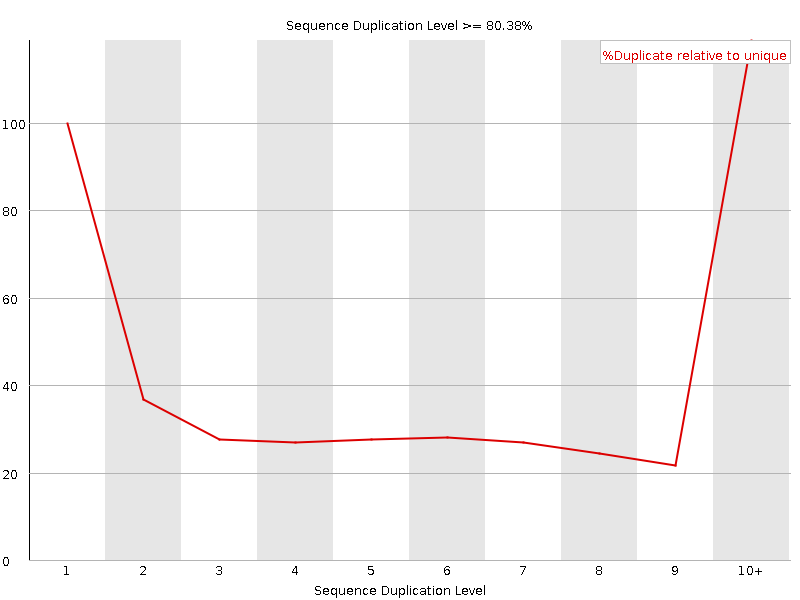 Sequence Duplication Level >= 80.38%
%Duplicate relative to unique
100
80
60
40
20
0
1 2 3 4 5 6 7 8 9 10+
Sequence Duplication Level